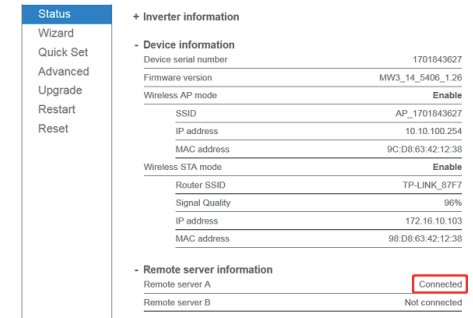 Status
Wizard
Quick Set
Advanced
Upgrade
Restart
Reset
+ Inverter information
- Device information
Device serial number 1701843627
Firmware version MW3_14_5406_1.26
Wireless AP mode Enable
SSID AP_1701843627
IP address 10.10.100.254
MAC address 9C:D8:63:42:12:38
Wireless STA mode Enable
Router SSID TP-LINK_87F7
Signal Quality 96%
IP address 172.16.10.103
MAC address 98:D8:63:42:12:38
- Remote server information
Remote server A Connected
Remote server B Not connected